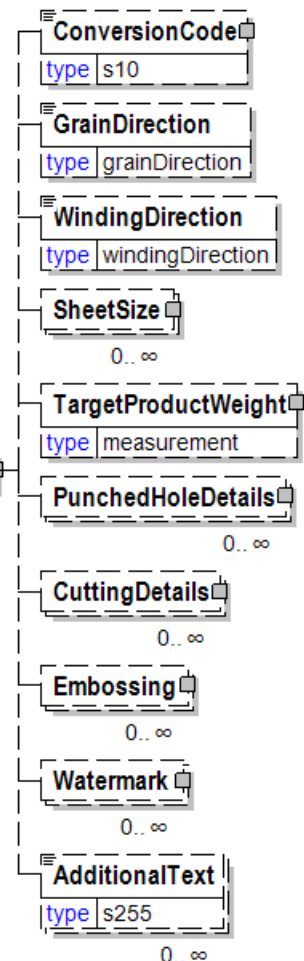 ConversionCode
type s10
GrainDirection
type grainDirection
WindingDirection
type windingDirection
SheetSize
0.. ∞
TargetProductWeight
type measurement
PunchedHoleDetails
0.. ∞
CuttingDetails
0.. ∞
Embossing
0.. ∞
Watermark
0.. ∞
AdditionalText
type s255
0.. ∞